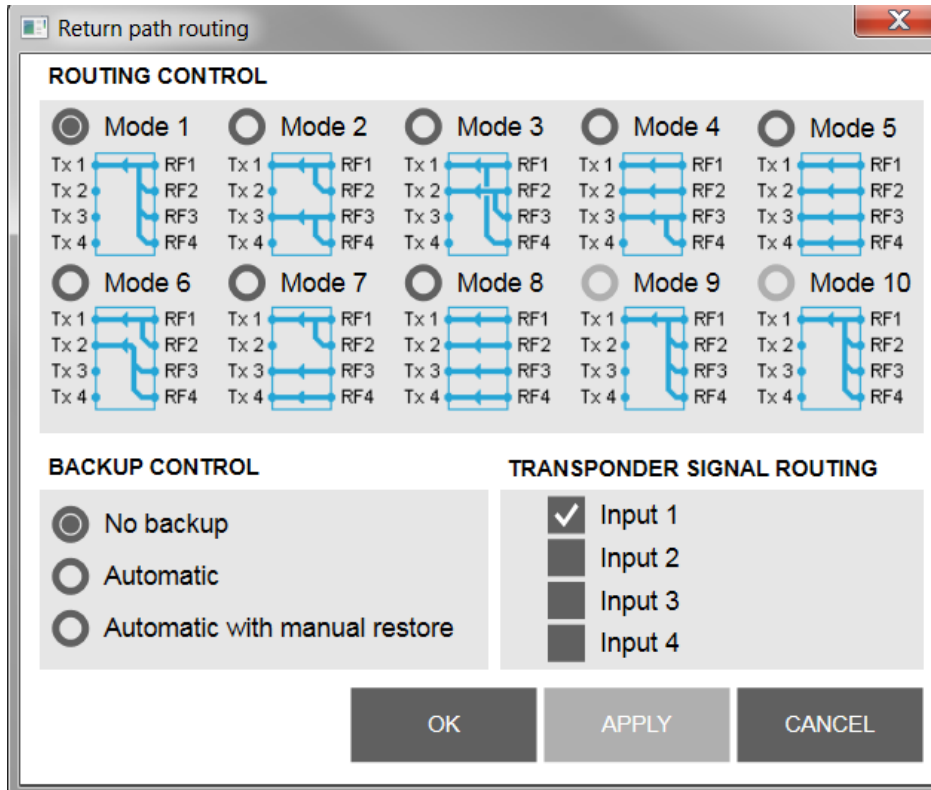 Return path routing
ROUTING CONTROL
Mode 1 Mode 2 Mode 3 Mode 4 Mode 5
Tx 1 RF1 Tx 1 RF1 Tx 1 RF1 Tx 1 RF1 Tx 1 RF1
Tx 2 RF2 Tx 2 RF2 Tx 2 RF2 Tx 2 RF2 Tx 2 RF2
Tx 3 RF3 Tx 3 RF3 Tx 3 RF3 Tx 3 RF3 Tx 3 RF3
Tx 4 RF4 Tx 4 RF4 Tx 4 RF4 Tx 4 RF4 Tx 4 RF4
Mode 6 Mode 7 Mode 8 Mode 9 Mode 10
Tx 1 RF1 Tx 1 RF1 Tx 1 RF1 Tx 1 RF1 Tx 1 RF1
Tx 2 RF2 Tx 2 RF2 Tx 2 RF2 Tx 2 RF2 Tx 2 RF2
Tx 3 RF3 Tx 3 RF3 Tx 3 RF3 Tx 3 RF3 Tx 3 RF3
Tx 4 RF4 Tx 4 RF4 Tx 4 RF4 Tx 4 RF4 Tx 4 RF4
BACKUP CONTROL
No backup
Automatic
Automatic with manual restore
TRANSPONDER SIGNAL ROUTING
Input 1
Input 2
Input 3
Input 4
OK APPLY CANCEL